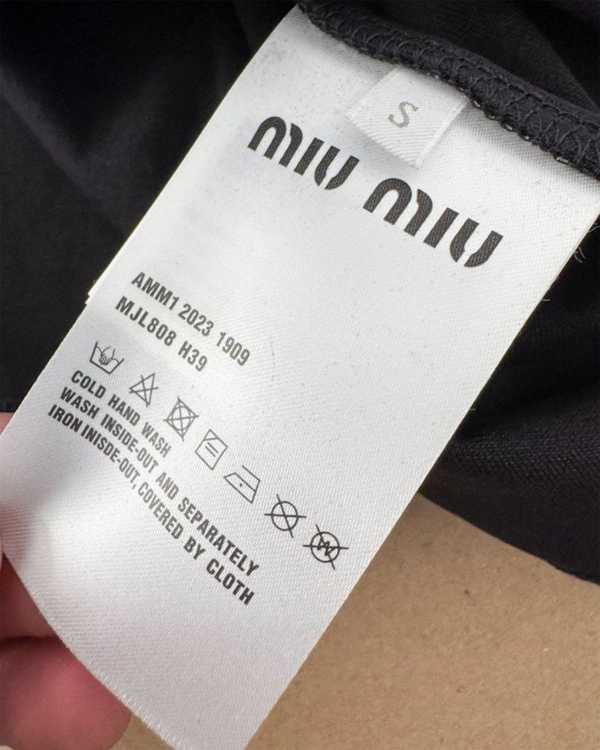 S
MIU MIU
AMM1 2023 1909
MJL808 H39
COLD HAND WASH
WASH INSIDE-OUT AND SEPARATELY
IRON INISDE-OUT, COVERED BY CLOTH